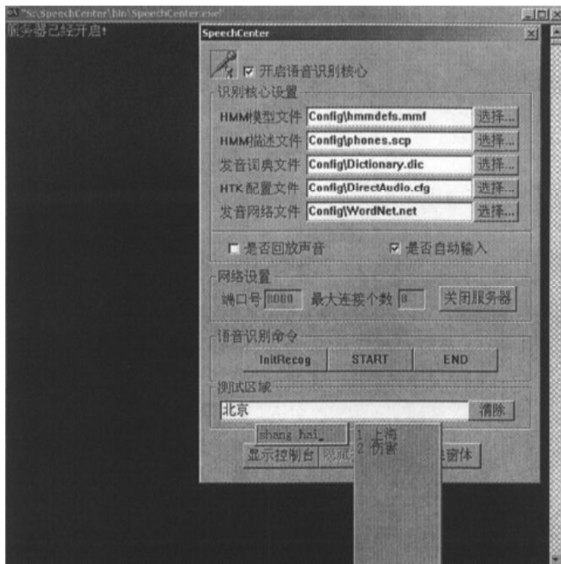 "Sc\SpeechCenter\bin\SpeechCenter.exe"
服务器已经开启!
SpeechCenter
开启语音识别核心
识别核心设置
HMM模型文件 Config\hmmdefs.mmf 选择...
HMM描述文件 Config\phones.scp 选择...
发音词典文件 Config\Dictionary.dic 选择...
HTK 配置文件 Config\DirectAudio.cfg 选择...
发音网络文件 Config\WordNet.net 选择...
是否回放声音 是否自动输入
网络设置
端口号 8000 最大连接个数 8 关闭服务器
语音识别命令
InitRecog START END
测试区域
北京 清除
shang hai
1 上海
2 伤害
显示控制台 窗体